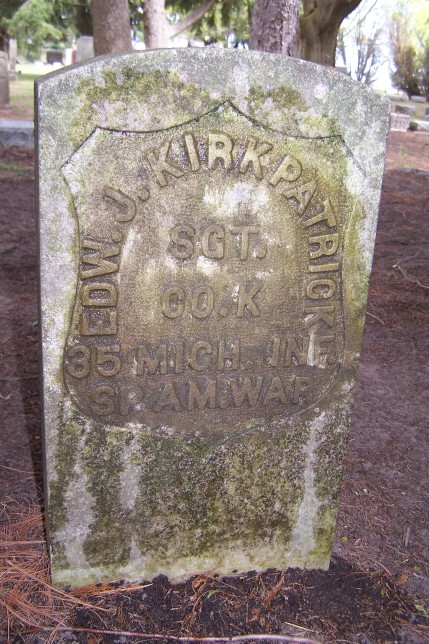 EDW. J. KIRKPATRICK
SGT.
CO. K
35 MICH. INF.
SP. AM. WAR.